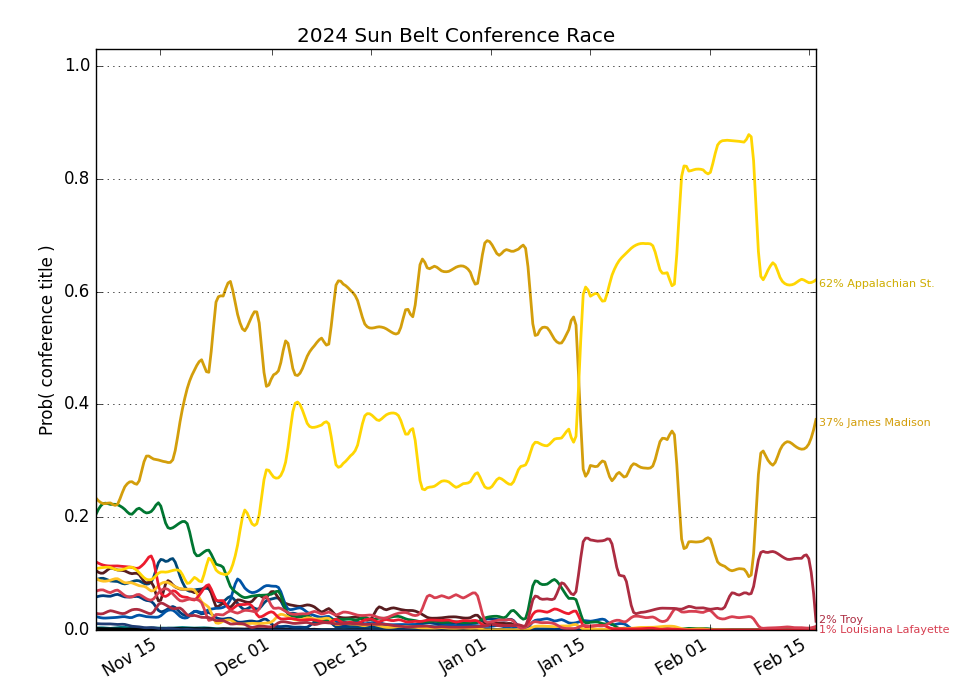 2024 Sun Belt Conference Race
Prob( conference title )
1.0
0.8
0.6
0.4
0.2
0.0
62% Appalachian St.
37% James Madison
2% Troy
1% Louisiana Lafayette
Nov 15
Dec 01
Dec 15
Jan 01
Jan 15
Feb 01
Feb 15